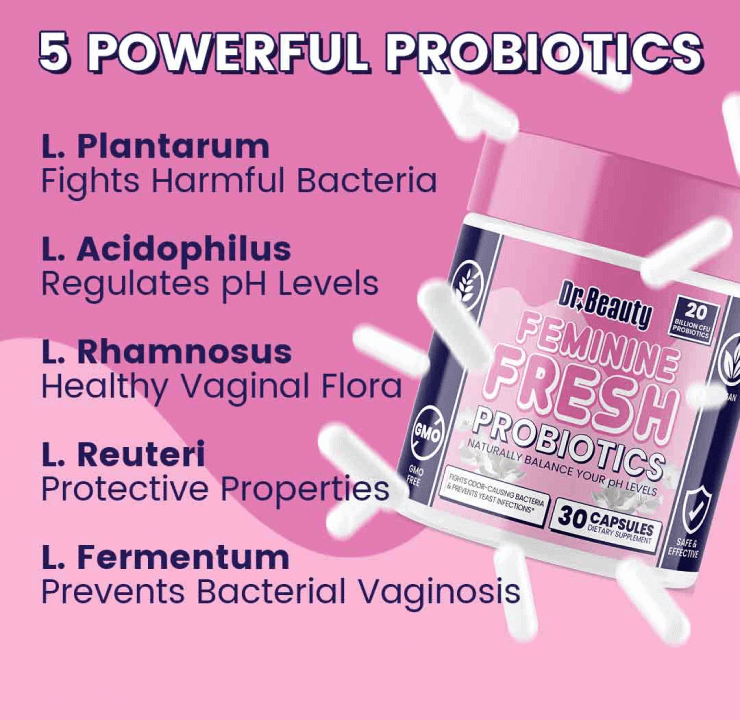 5 POWERFUL PROBIOTICS
L. Plantarum
Fights Harmful Bacteria
L. Acidophilus
Regulates pH Levels
L. Rhamnosus
Healthy Vaginal Flora
L. Reuteri
Protective Properties
L. Fermentum
Prevents Bacterial Vaginosis
Dr.Beauty
20
BILLION CFU
PROBIOTICS
FEMININE
FRESH
PROBIOTICS
NATURALLY BALANCE YOUR pH LEVELS
FIGHTS ODOR-CAUSING BACTERIA
& PREVENTS YEAST INFECTIONS*
30 CAPSULES
DIETARY SUPPLEMENT
GMO
GMO
FREE
SAFE &
EFFECTIVE